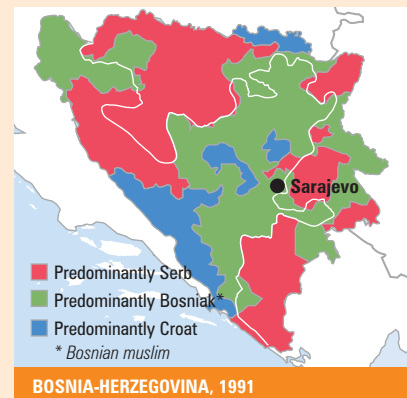 Sarajevo
Predominantly Serb
Predominantly Bosniak*
Predominantly Croat
* Bosnian muslim
BOSNIA-HERZEGOVINA, 1991